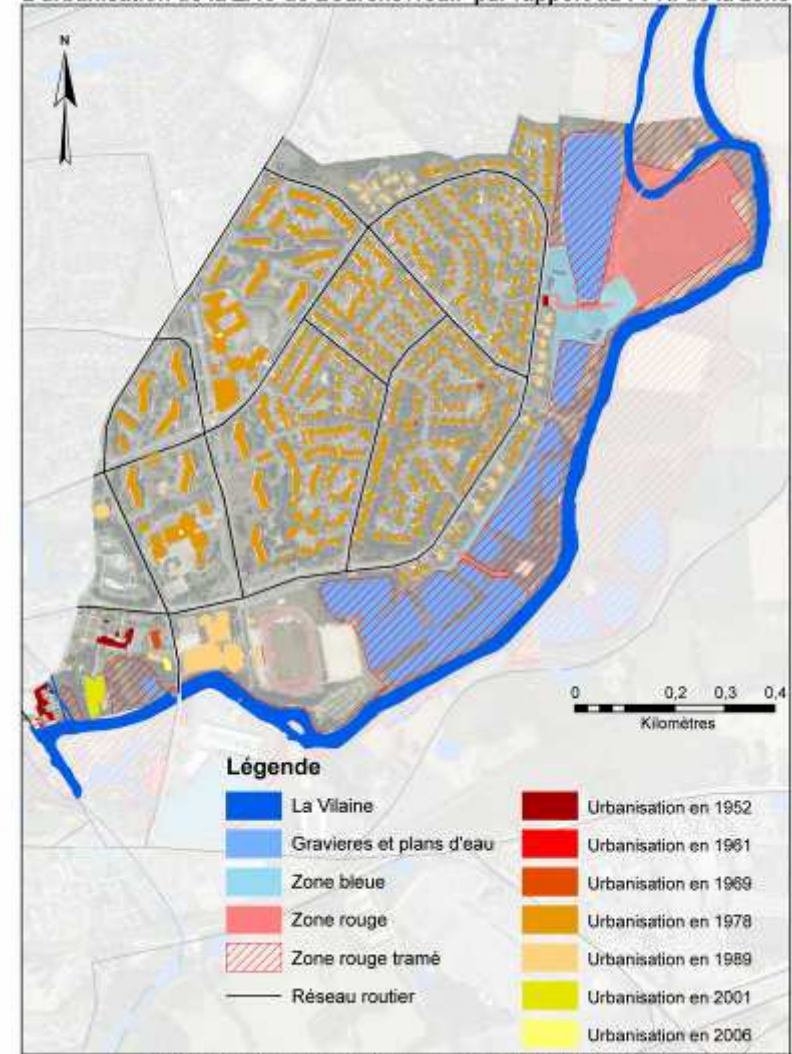 N
0 0,2 0,3 0,4
Kilomètres
Légende
La Vilaine
Gravieres et plans d'eau
Zone bleue
Zone rouge
Zone rouge tramé
Réseau routier
Urbanisation en 1952
Urbanisation en 1961
Urbanisation en 1969
Urbanisation en 1978
Urbanisation en 1989
Urbanisation en 2001
Urbanisation en 2006